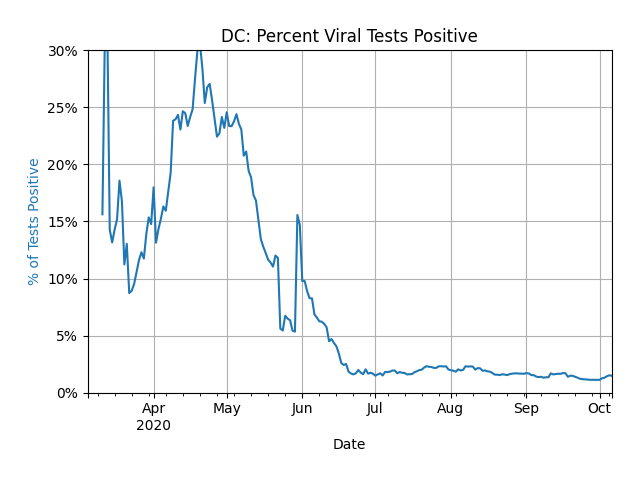 DC: Percent Viral Tests Positive
30%
25%
20%
15%
10%
5%
0%
% of Tests Positive
Apr May Jun Jul Aug Sep Oct
2020
Date